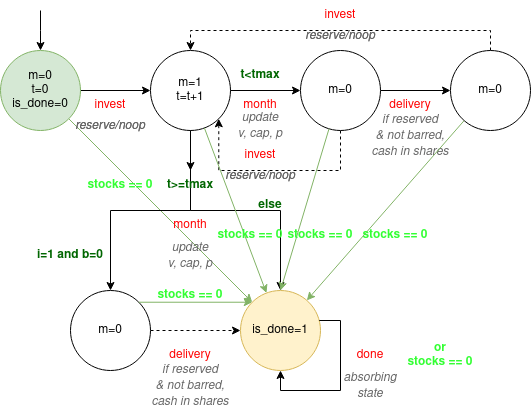 invest
reserve/noop
m=0
t=0
is_done=0
invest
reserve/noop
m=1
t=t+1
t<tmax
month
update
v, cap, p
m=0
delivery
if reserved
& not barred,
cash in shares
m=0
invest
reserve/noop
stocks == 0
t>=tmax
else
month
update
v, cap, p
stocks == 0
stocks == 0
stocks == 0
i=1 and b=0
stocks == 0
m=0
delivery
if reserved
& not barred,
cash in shares
is_done=1
done
absorbing
state
or
stocks == 0